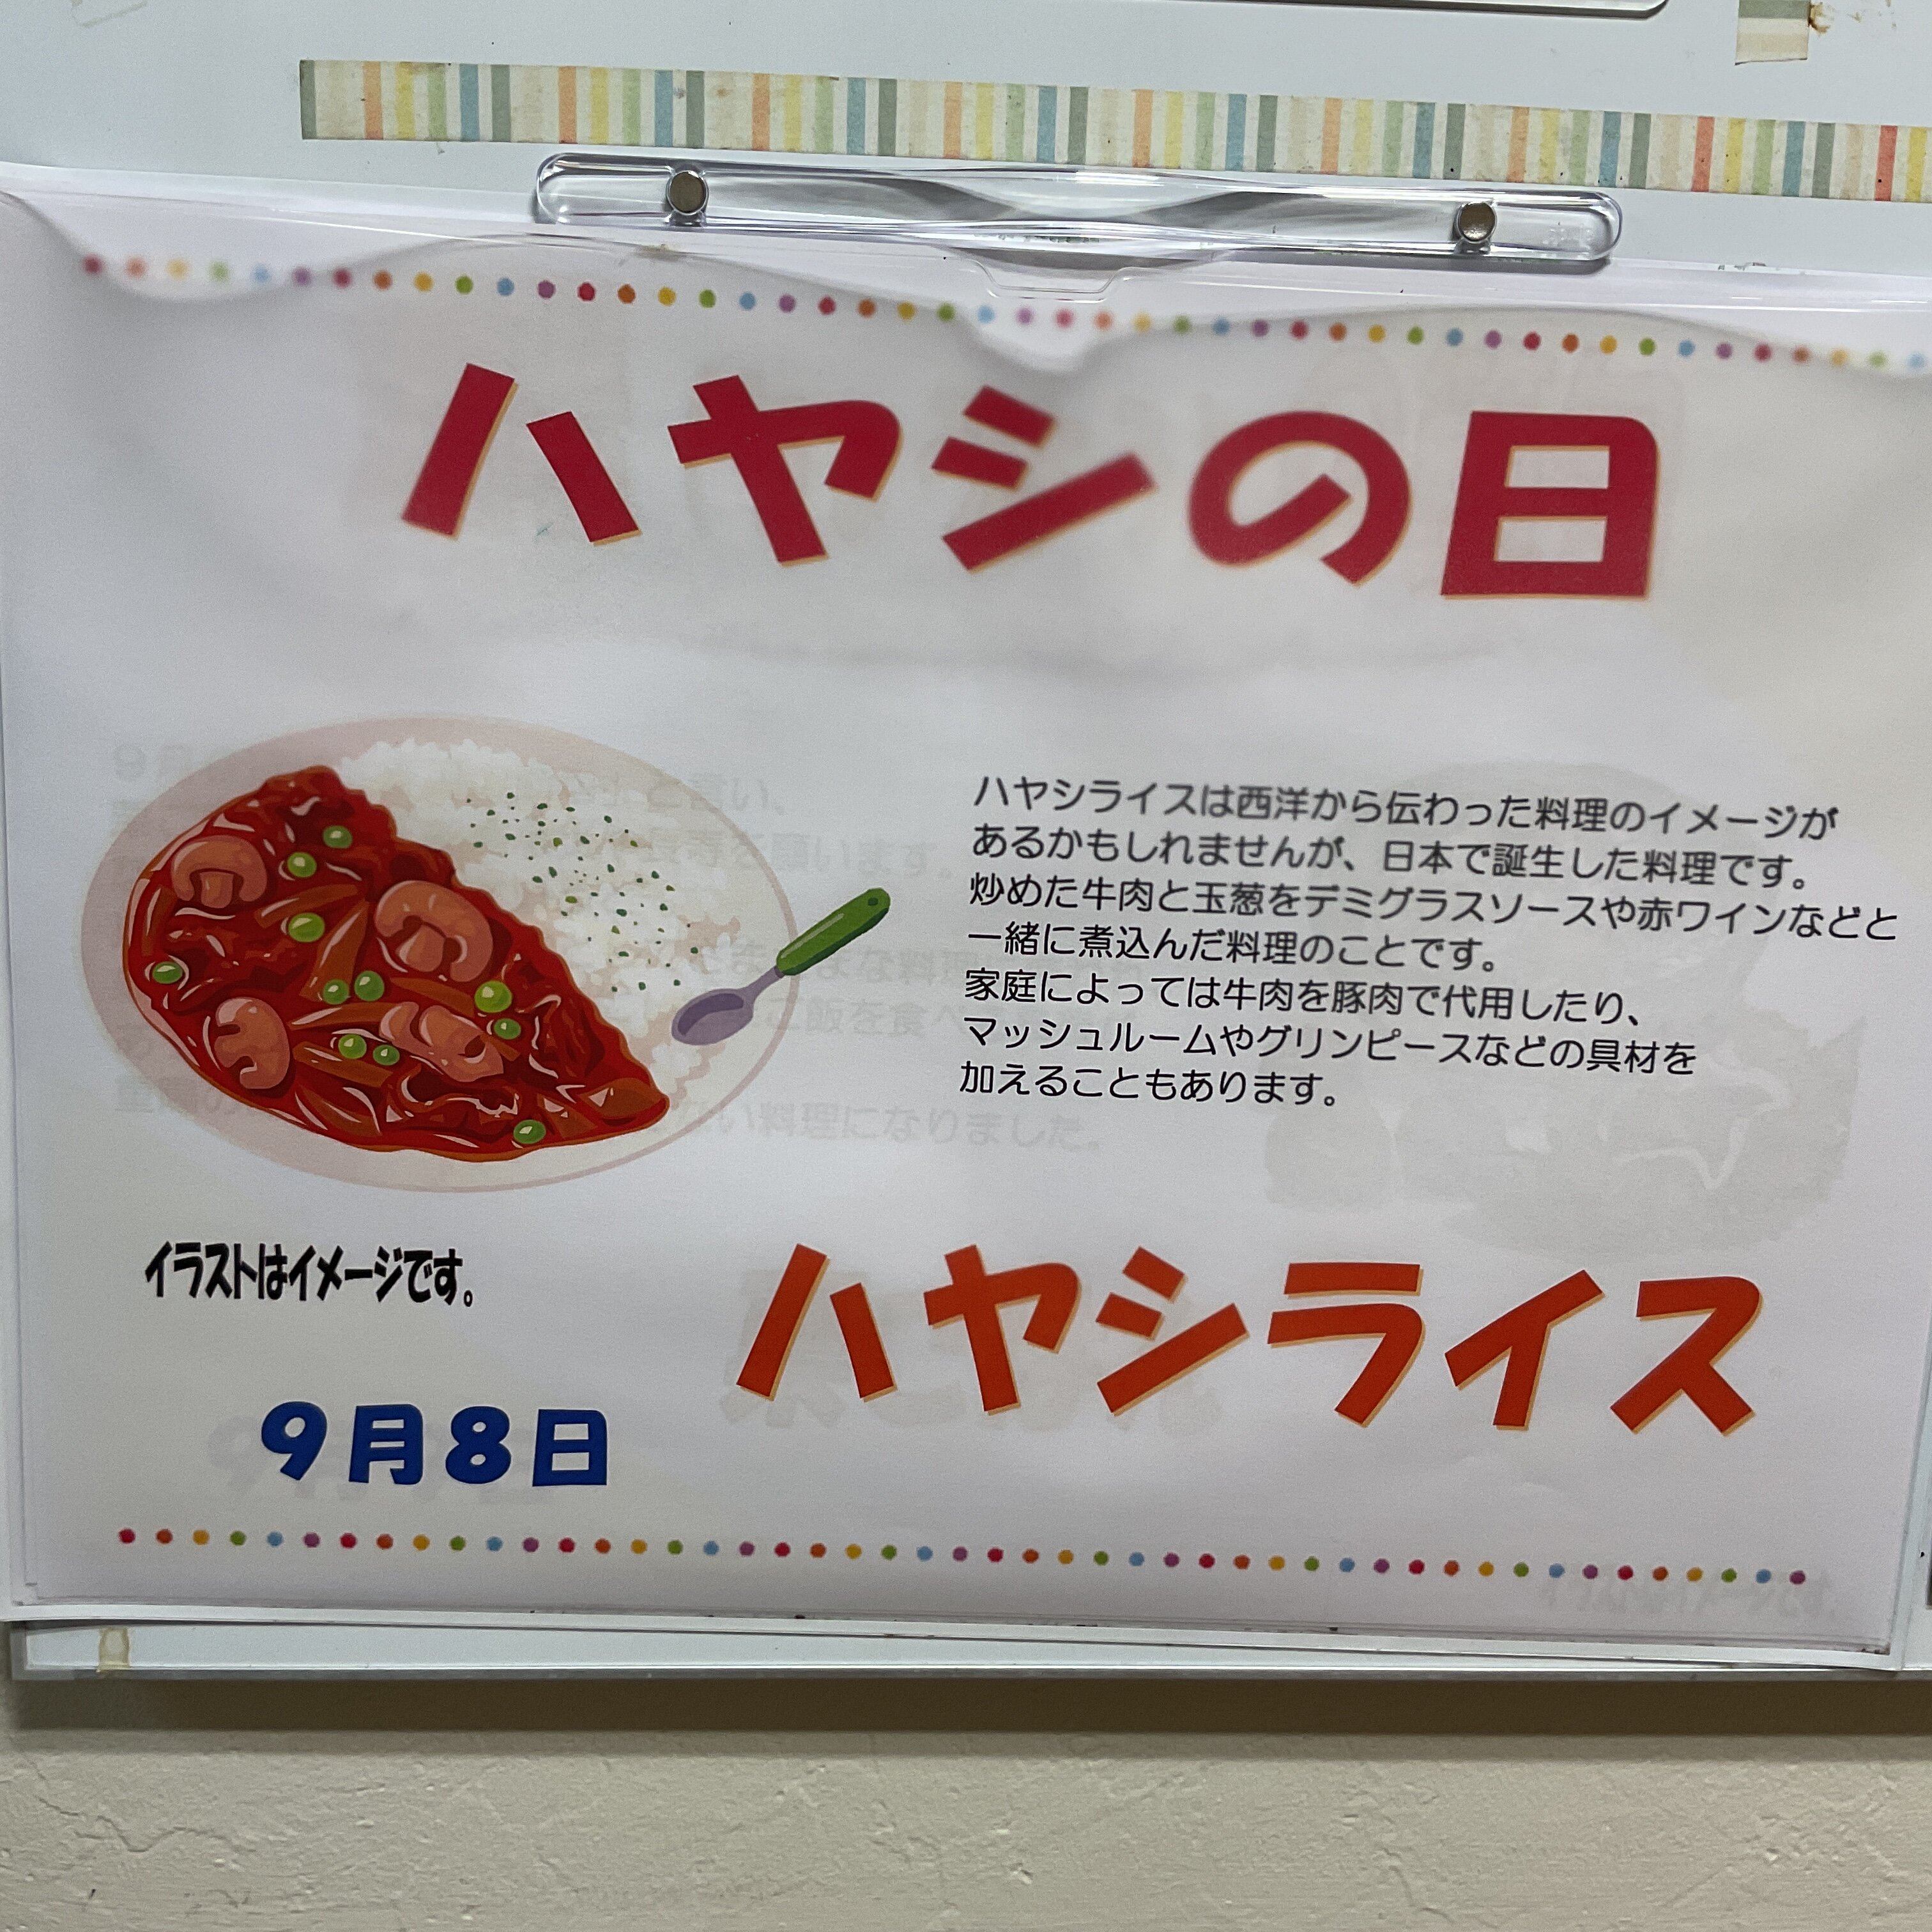 ハヤシの日
ハヤシライスは西洋から伝わった料理のイメージが
あるかもしれませんが、日本で誕生した料理です。
炒めた牛肉と玉葱をデミグラスソースや赤ワインなどと
一緒に煮込んだ料理のことです。
家庭によっては牛肉を豚肉で代用したり、
マッシュルームやグリンピースなどの具材を
加えることもあります。
イラストはイメージです。
ハヤシライス
9月8日